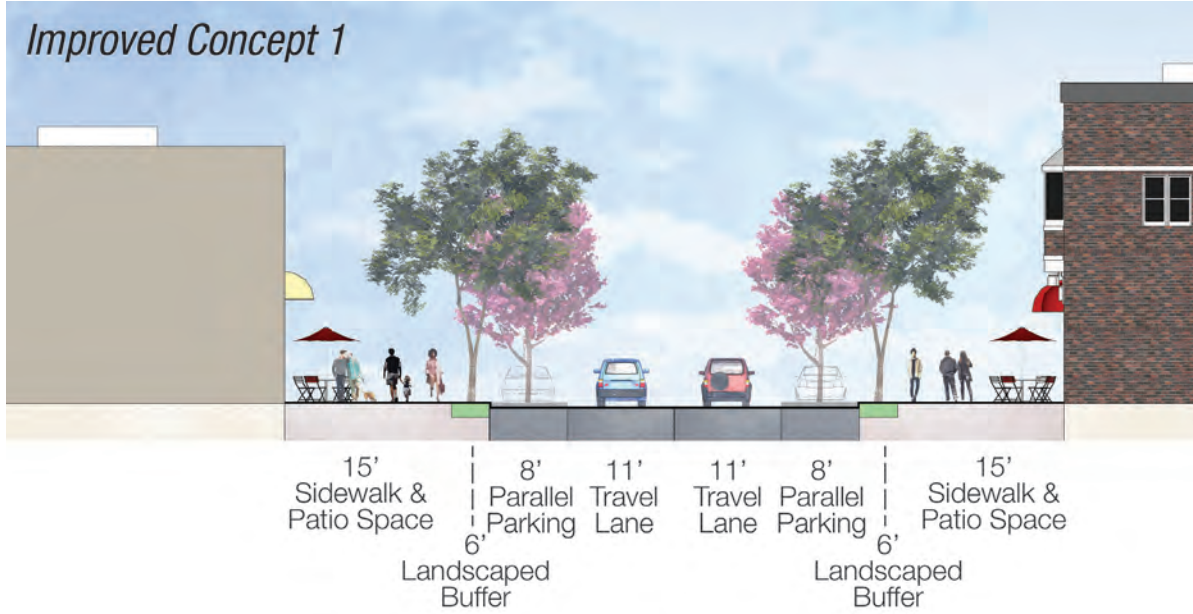 Improved Concept 1
15’
Sidewalk &
Patio Space
6’
Landscaped
Buffer
8’
Parallel
Parking
11’
Travel
Lane
11’
Travel
Lane
8’
Parallel
Parking
6’
Landscaped
Buffer
15’
Sidewalk &
Patio Space